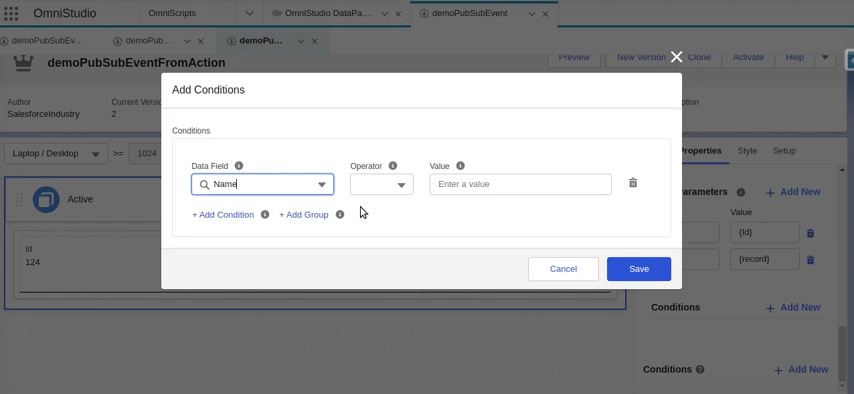 OmniStudio
OmniScripts
OmniStudio DataPa...
demoPubSubEvent
demoPubSubEv...
demoPub...
demoPu...
demoPubSubEventFromAction
Preview
New Version
Clone
Activate
Help
Add Conditions
Author
SalesforceIndustry
Current Versio
2
ption
Conditions
Laptop / Desktop
>=
1024
Data Field
Operator
Value
Name
Enter a value
+ Add Condition
+ Add Group
Cancel
Save
Properties
Style
Setup
Active
Id
124
arameters
+ Add New
Value
{Id}
{record}
Conditions
+ Add New
Conditions
+ Add New